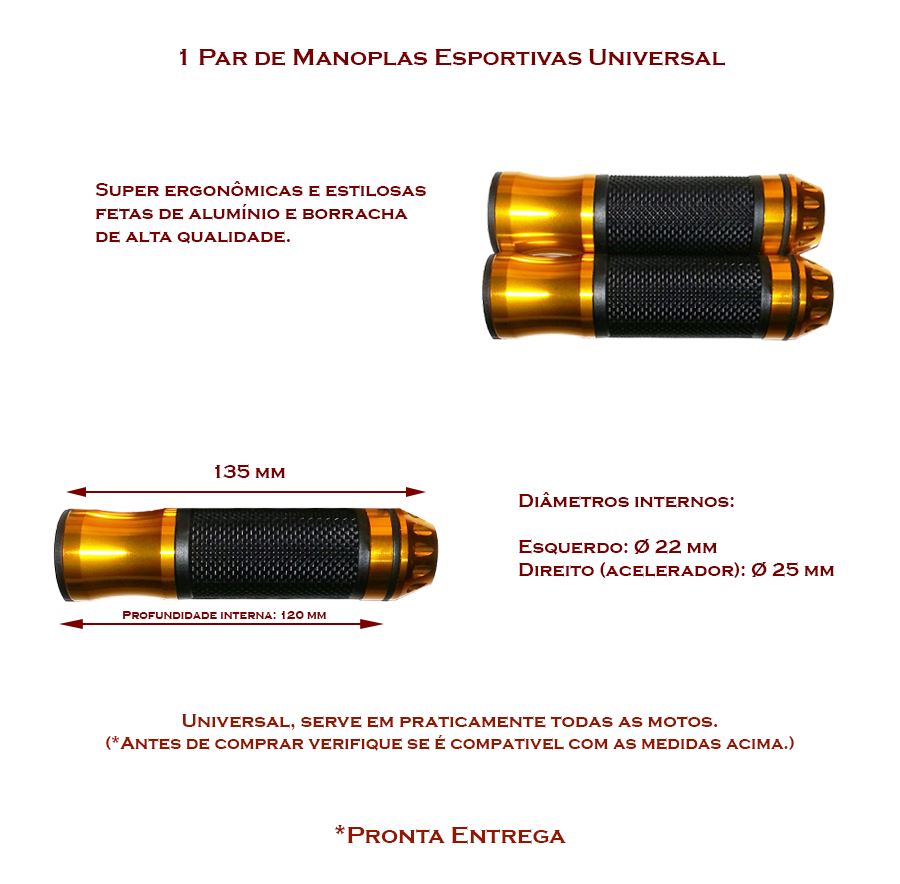 1 Par de Manoplas Esportivas Universal
Super ergonômicas e estilosas
fetas de alumínio e borracha
de alta qualidade.
135 mm
Profundidade interna: 120 mm
Diâmetros internos:
Esquerdo: Ø 22 mm
Direito (acelerador): Ø 25 mm
Universal, serve em praticamente todas as motos.
(*Antes de comprar verifique se é compativel com as medidas acima.)
*Pronta Entrega